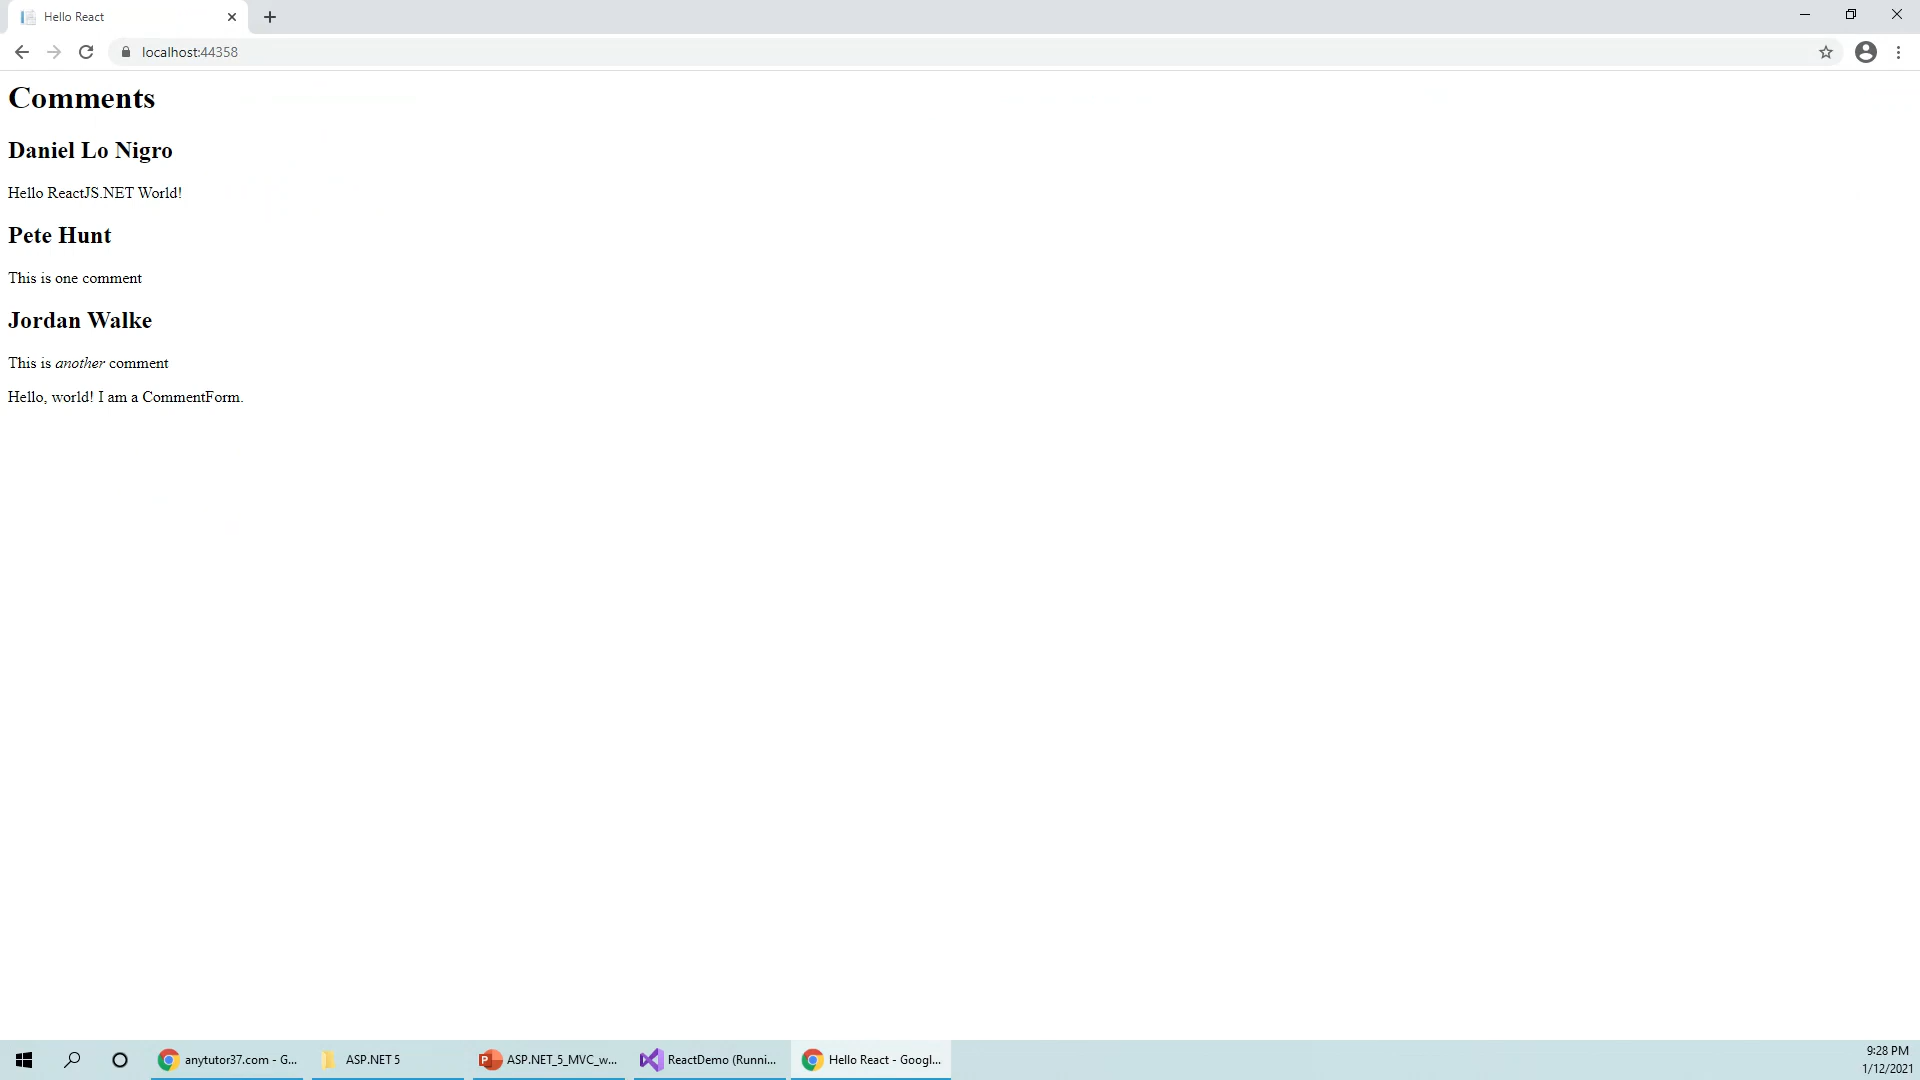 Hello React
localhost:44358
Comments
Daniel Lo Nigro
Hello ReactJS.NET World!
Pete Hunt
This is one comment
Jordan Walke
This is another comment
Hello, world! I am a CommentForm.
anytutor37.com - G...
ASP.NET 5
ASP.NET_5_MVC_w...
ReactDemo (Runni...
Hello React - Googl...
9:28 PM
1/12/2021